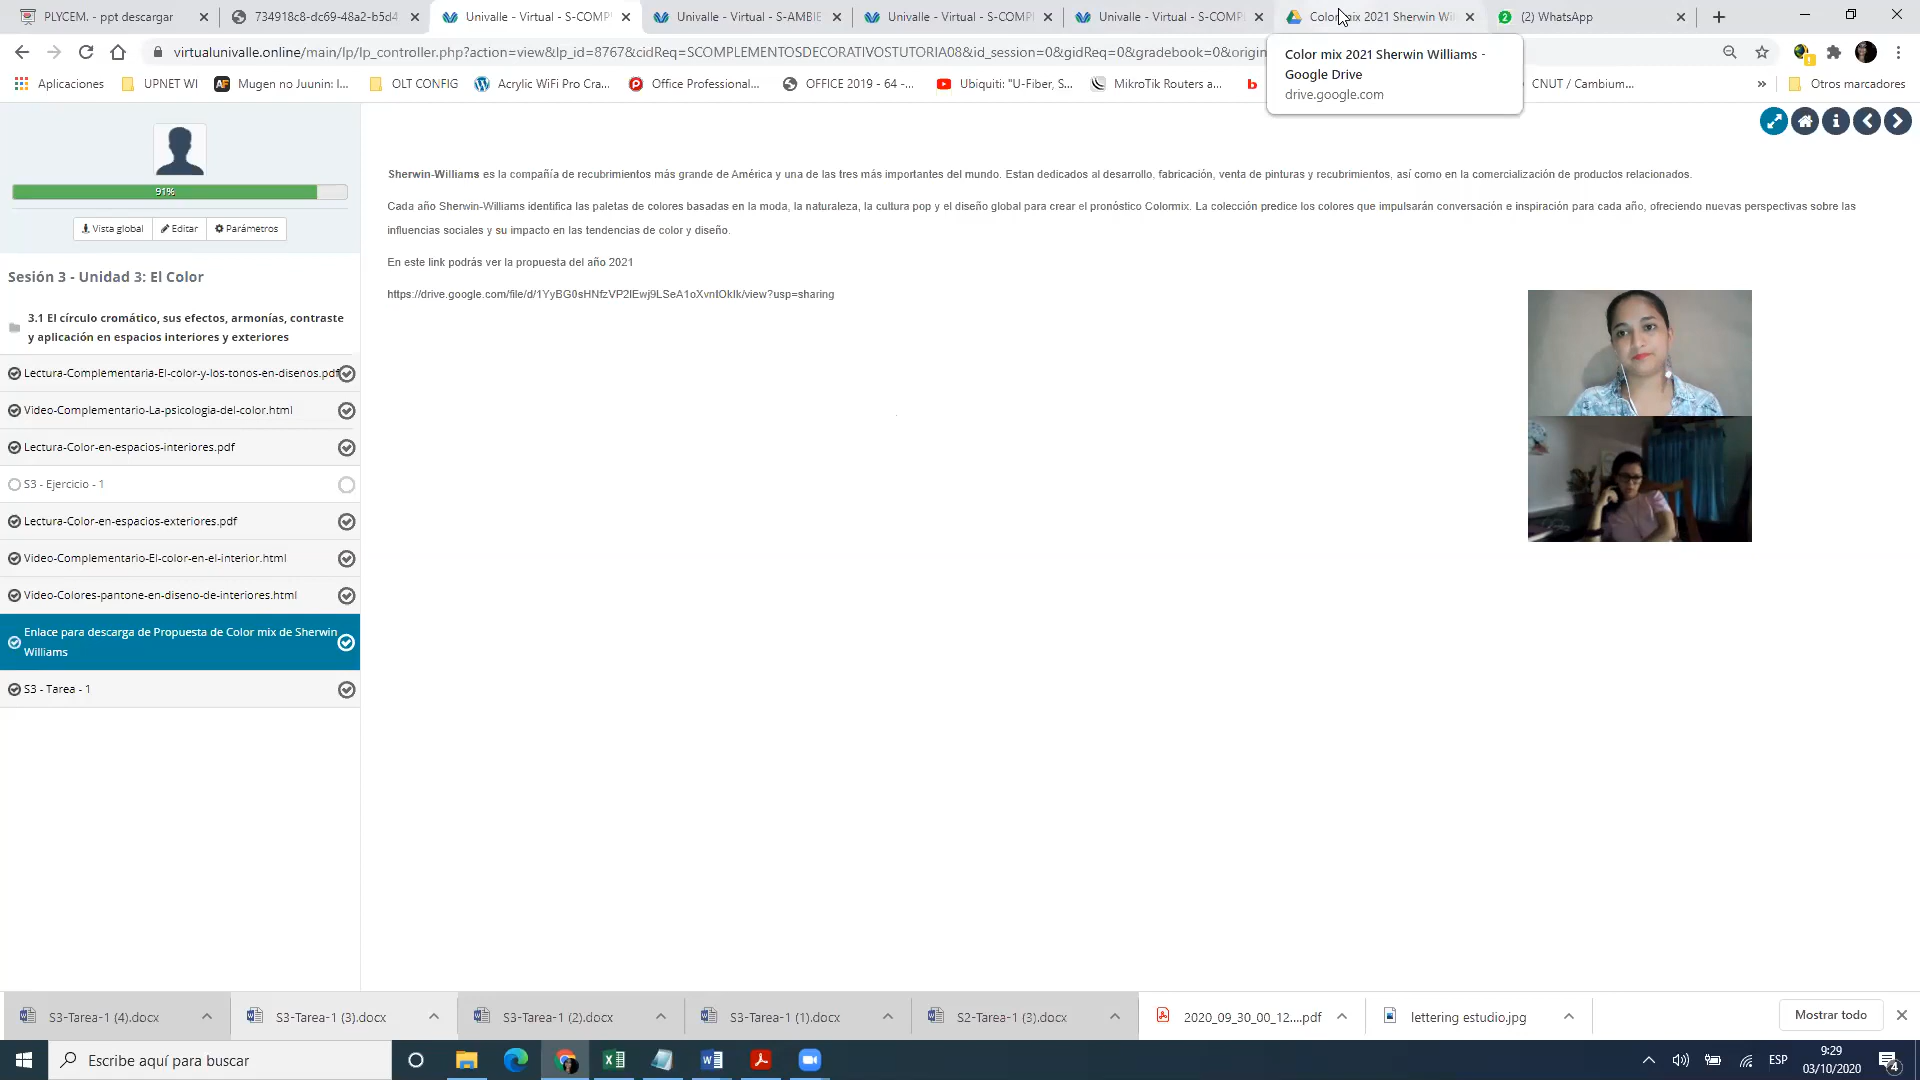 PLYCEM. - ppt descargar
734918c8-dc69-48a2-b5d4
Univalle - Virtual - S-COMP
Univalle - Virtual - S-AMBIE
Univalle - Virtual - S-COMPL
Univalle - Virtual - S-COMPL
Color mix 2021 Sherwin Wil
(2) WhatsApp
virtualunivalle.online/main/lp/lp_controller.php?action=view&lp_id=8767&cidReq=SCOMPLEMENTOSDECORATIVOSTUTORIA08&id_session=0&gidReq=0&gradebook=0&origin
Color mix 2021 Sherwin Williams -
Google Drive
drive.google.com
Aplicaciones
UPNET WI
Mugen no Juunin: I...
OLT CONFIG
Acrylic WiFi Pro Cra...
Office Professional...
OFFICE 2019 - 64 -...
Ubiquiti: "U-Fiber, S...
MikroTik Routers a...
CNUT / Cambium...
Otros marcadores
91%
Vista global
Editar
Parámetros
Sesión 3 - Unidad 3: El Color
3.1 El círculo cromático, sus efectos, armonías, contraste
y aplicación en espacios interiores y exteriores
Lectura-Complementaria-El-color-y-los-tonos-en-disenos.pdf
Video-Complementario-La-psicologia-del-color.html
Lectura-Color-en-espacios-interiores.pdf
S3 - Ejercicio - 1
Lectura-Color-en-espacios-exteriores.pdf
Video-Complementario-El-color-en-el-interior.html
Video-Colores-pantone-en-diseno-de-interiores.html
Enlace para descarga de Propuesta de Color mix de Sherwin
Williams
S3 - Tarea - 1
Sherwin-Williams es la compañía de recubrimientos más grande de América y una de las tres más importantes del mundo. Estan dedicados al desarrollo, fabricación, venta de pinturas y recubrimientos, así como en la comercialización de productos relacionados.
Cada año Sherwin-Williams identifica las paletas de colores basadas en la moda, la naturaleza, la cultura pop y el diseño global para crear el pronóstico Colormix. La colección predice los colores que impulsarán conversación e inspiración para cada año, ofreciendo nuevas perspectivas sobre las
influencias sociales y su impacto en las tendencias de color y diseño.
En este link podrás ver la propuesta del año 2021
https://drive.google.com/file/d/1YyBG0sHNfzVP2IEwj9LSeA1oXvntOkIk/view?usp=sharing
S3-Tarea-1 (4).docx
S3-Tarea-1 (3).docx
S3-Tarea-1 (2).docx
S3-Tarea-1 (1).docx
S2-Tarea-1 (3).docx
2020_09_30_00_12....pdf
lettering estudio.jpg
Mostrar todo
Escribe aquí para buscar
ESP
9:29
03/10/2020
4